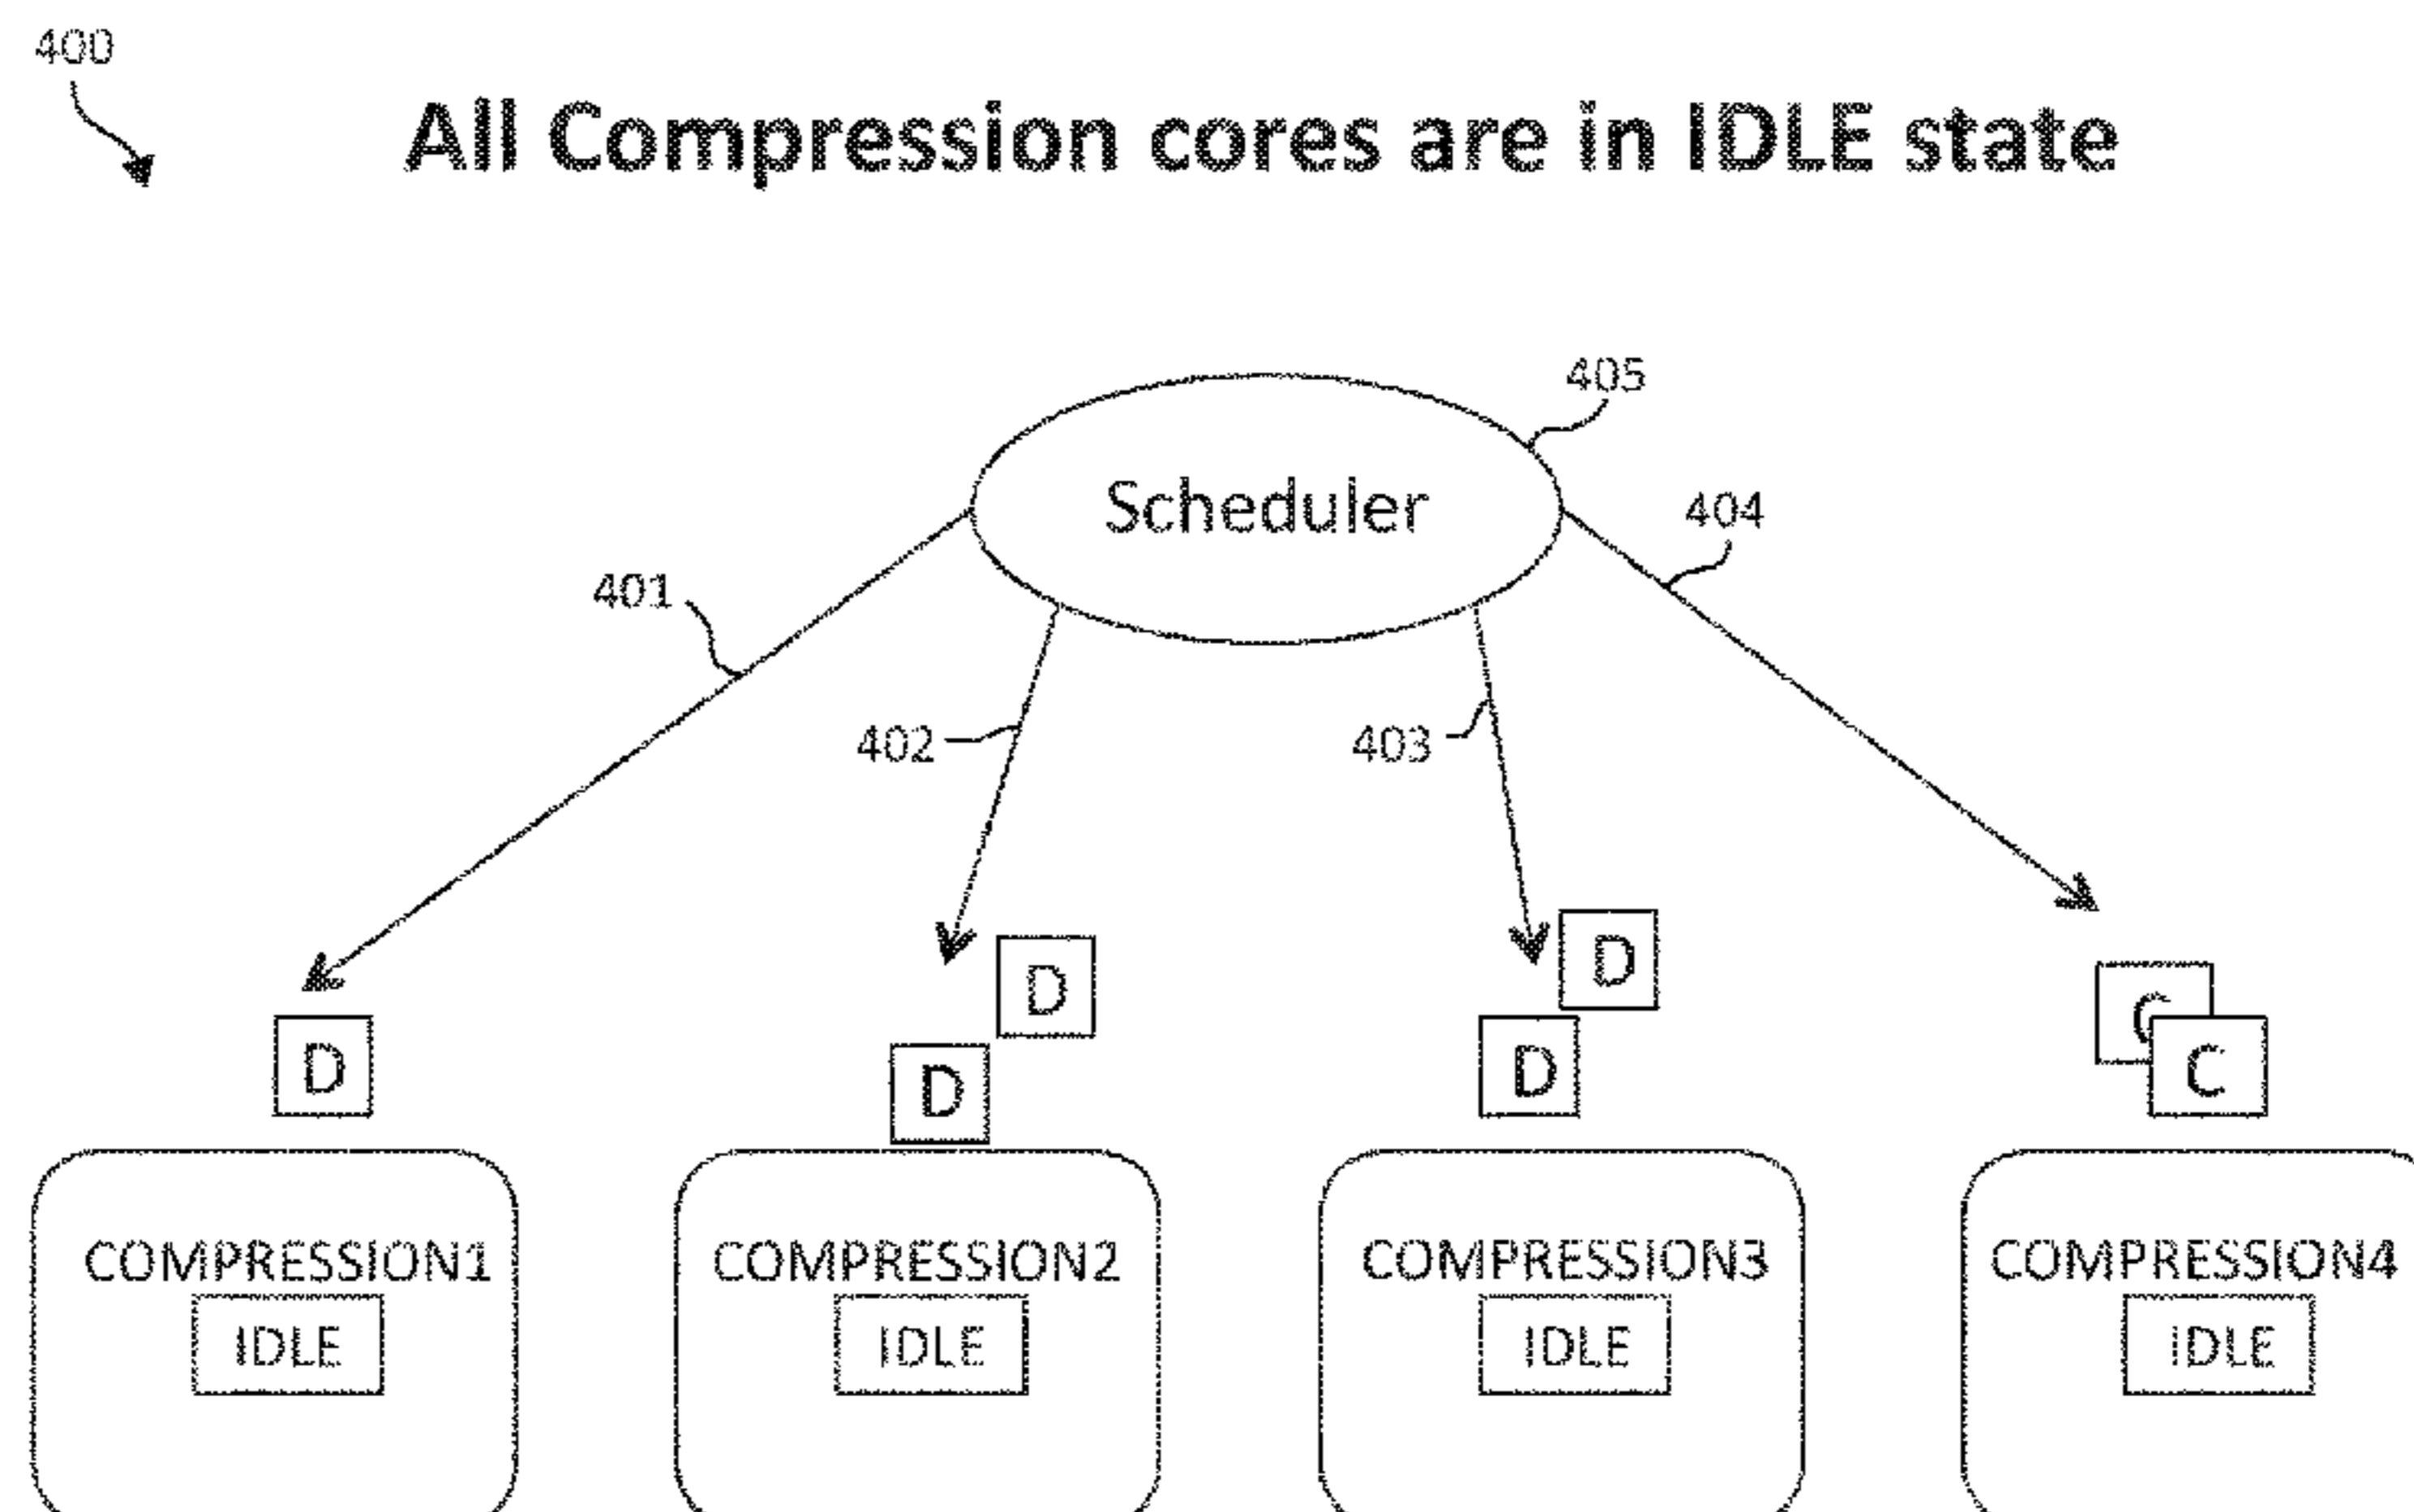 400
All Compression cores are in IDLE state
405
Scheduler
404
401
402
403
D
D
D
D
D
C
C
COMPRESSION1
IDLE
COMPRESSION2
IDLE
COMPRESSION3
IDLE
COMPRESSION4
IDLE